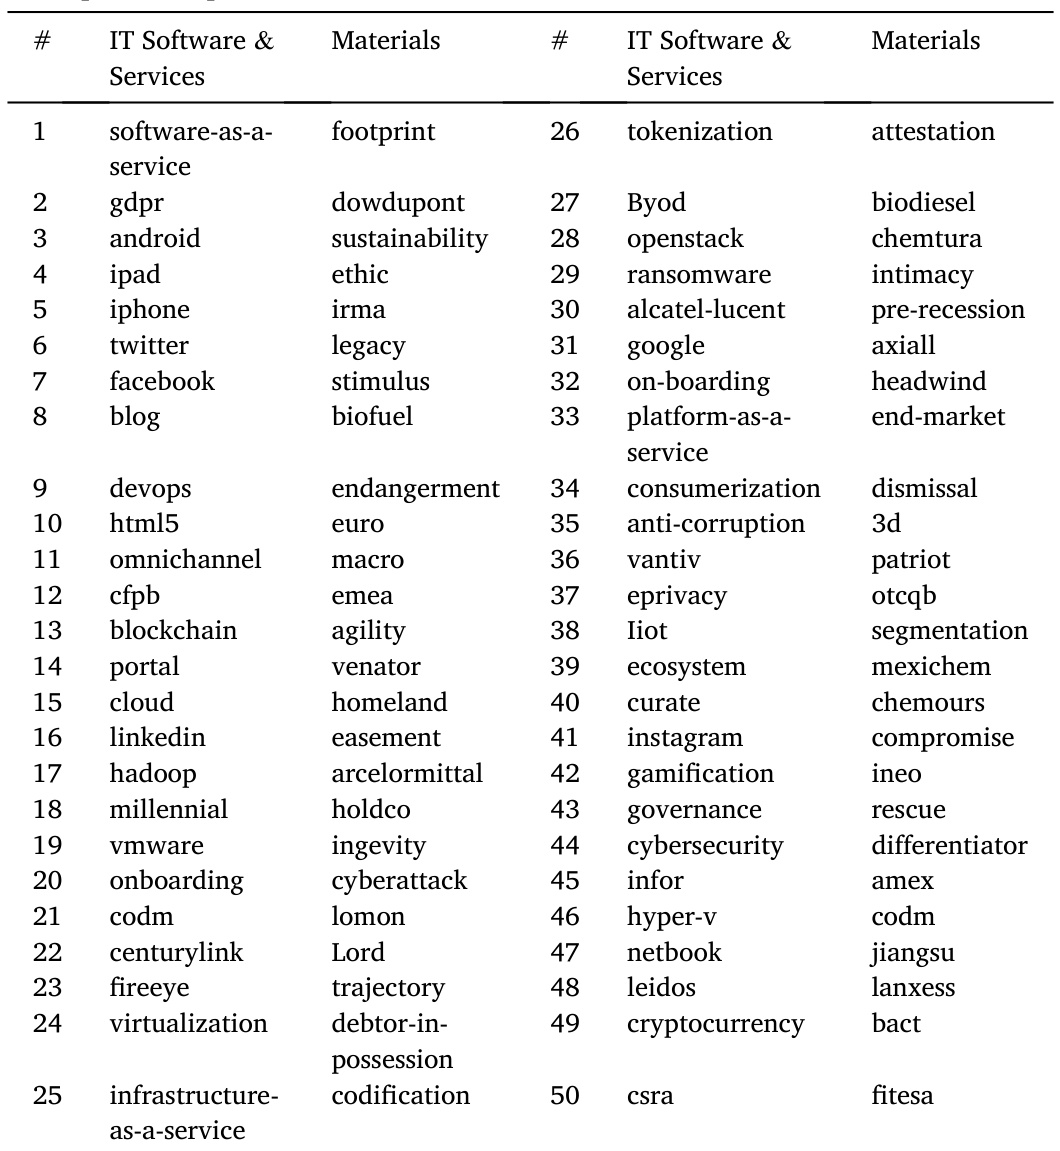 # IT Software & Materials # IT Software & Materials
Services Services
1 software-as-a- footprint 26 tokenization attestation
service
2 gdpr dowdupont 27 Byod biodiesel
3 android sustainability 28 openstack chemtura
4 ipad ethic 29 ransomware intimacy
5 iphone irma 30 alcatel-lucent pre-recession
6 twitter legacy 31 google axiall
7 facebook stimulus 32 on-boarding headwind
8 blog biofuel 33 platform-as-a- end-market
service
9 devops endangerment 34 consumerization dismissal
10 html5 euro 35 anti-corruption 3d
11 omnichannel macro 36 vantiv patriot
12 cfpb emea 37 eprivacy otcqb
13 blockchain agility 38 Iiot segmentation
14 portal venator 39 ecosystem mexichem
15 cloud homeland 40 curate chemours
16 linkedin easement 41 instagram compromise
17 hadoop arcelormittal 42 gamification ineo
18 millennial holdco 43 governance rescue
19 vmware ingevity 44 cybersecurity differentiator
20 onboarding cyberattack 45 infor amex
21 codm lomon 46 hyper-v codm
22 centurylink Lord 47 netbook jiangsu
23 fireeye trajectory 48 leidos lanxess
24 virtualization debtor-in- 49 cryptocurrency bact
possession
25 infrastructure- codification 50 csra fitesa
as-a-service